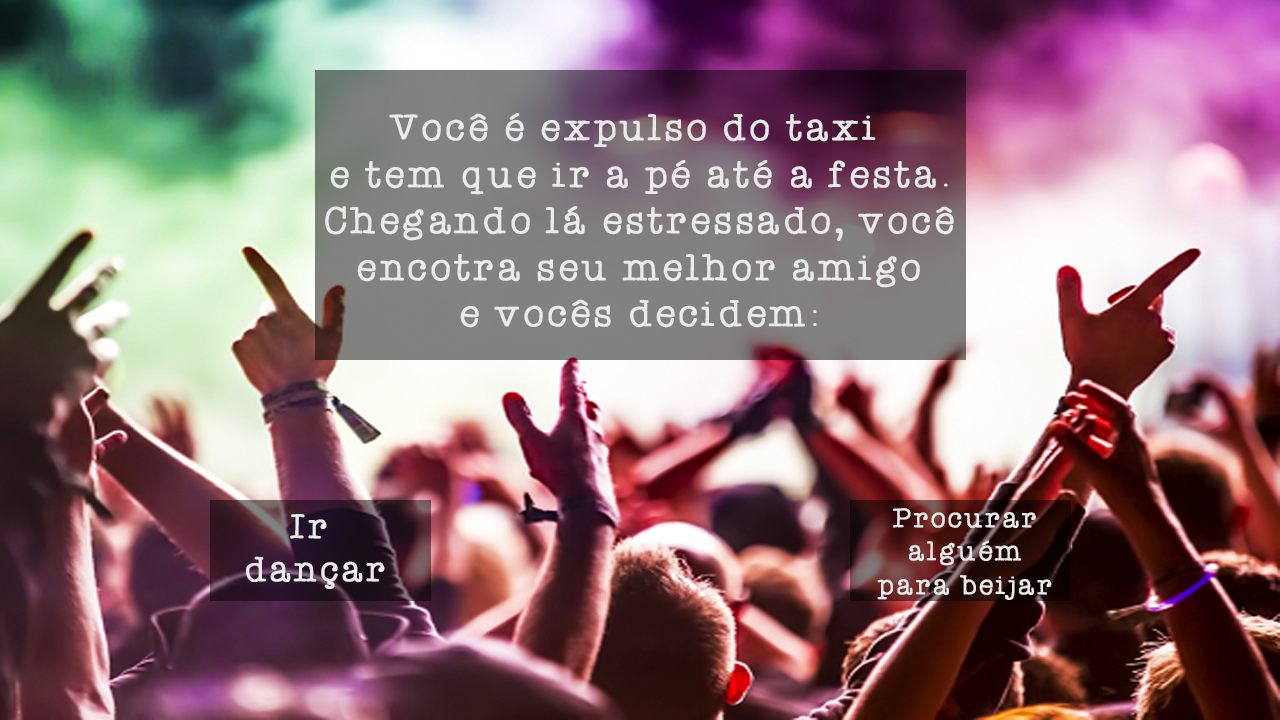 Você é expulso do taxi
e tem que ir a pé até a festa.
Chegando lá estressado, você
encotra seu melhor amigo
e vocês decidem:
Ir
dançar
Procurar
alguém
para beijar